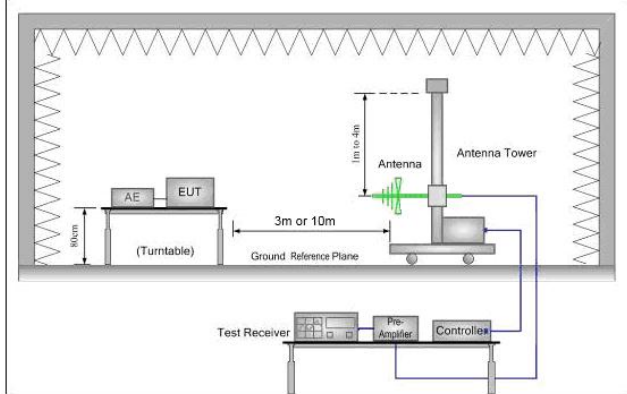 1m to 4m
Antenna
Antenna Tower
AE
EUT
80cm
(Turntable)
3m or 10m
Ground Reference Plane
Test Receiver
Pre-
Amplifier
Controlle